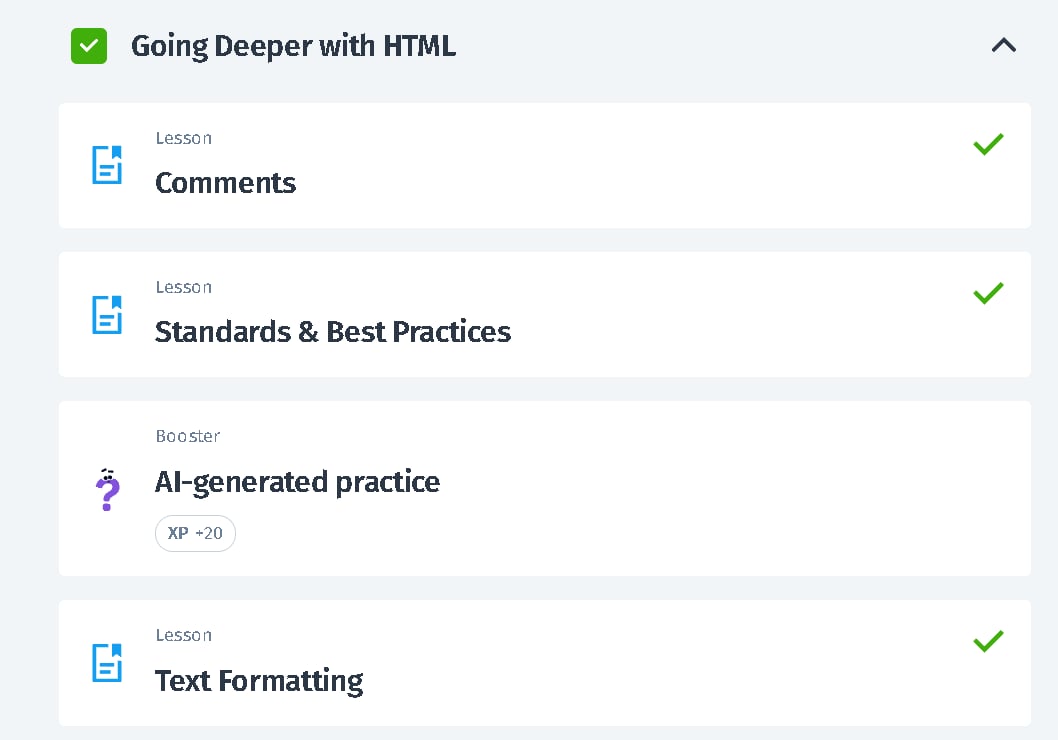 Going Deeper with HTML
Lesson
Comments
Lesson
Standards & Best Practices
Booster
AI-generated practice
XP +20
Lesson
Text Formatting